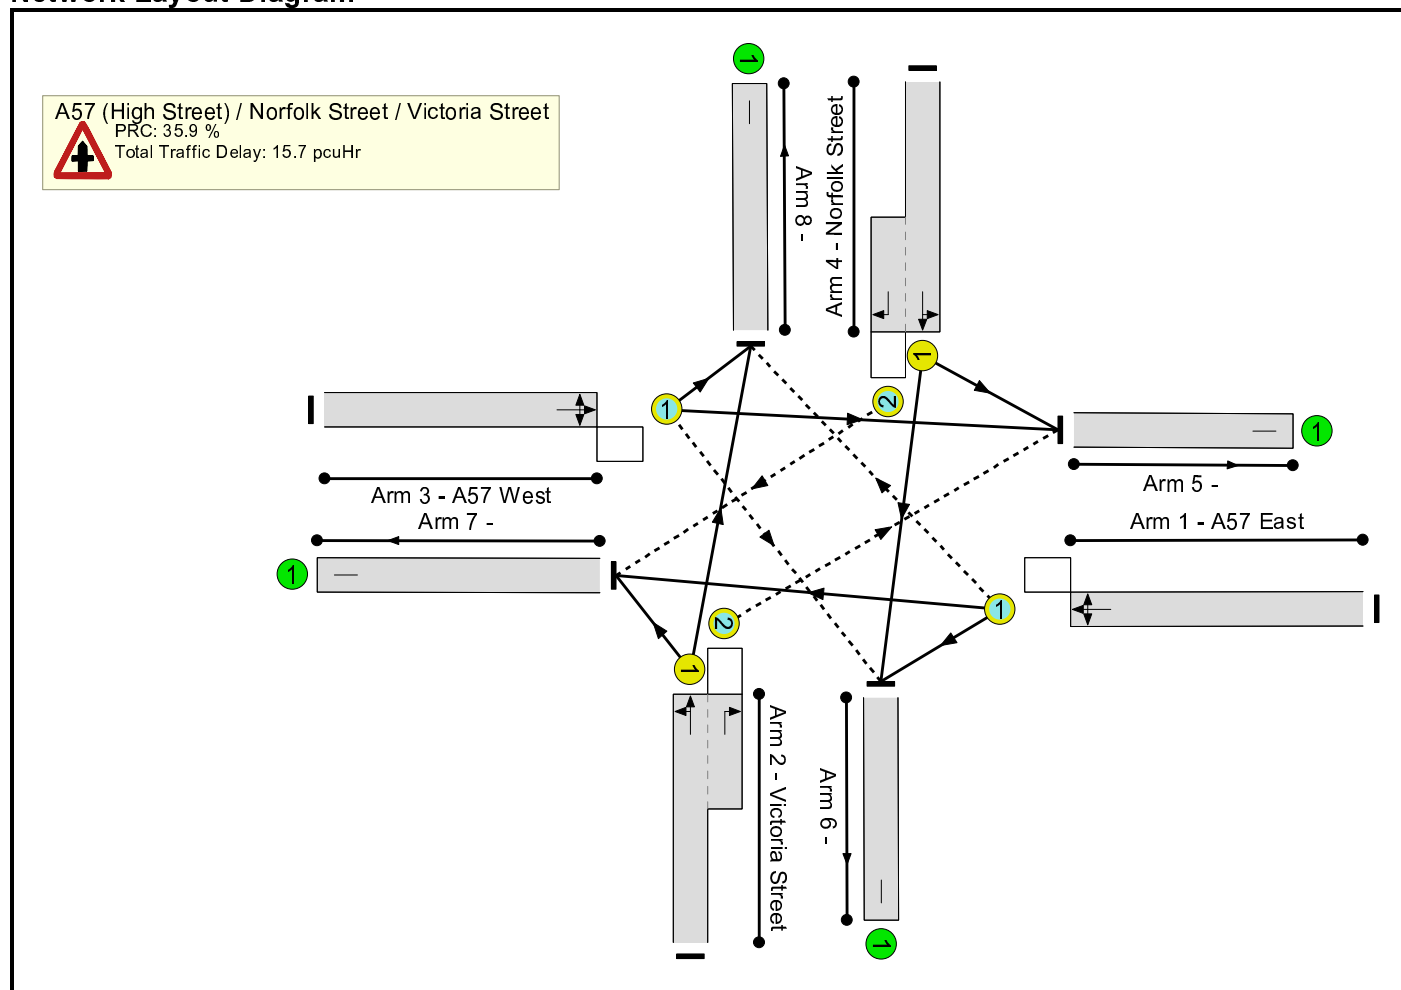 Network Layout Diagram
A57 (High Street) / Norfolk Street / Victoria Street
PRC: 35.9 %
Total Traffic Delay: 15.7 pcuHr
1
Arm 8 -
Arm 4 - Norfolk Street
1
2
1
1
Arm 3 - A57 West
Arm 7 -
Arm 5 -
Arm 1 - A57 East
1
1
2
1
Arm 2 - Victoria Street
Arm 6 -
1